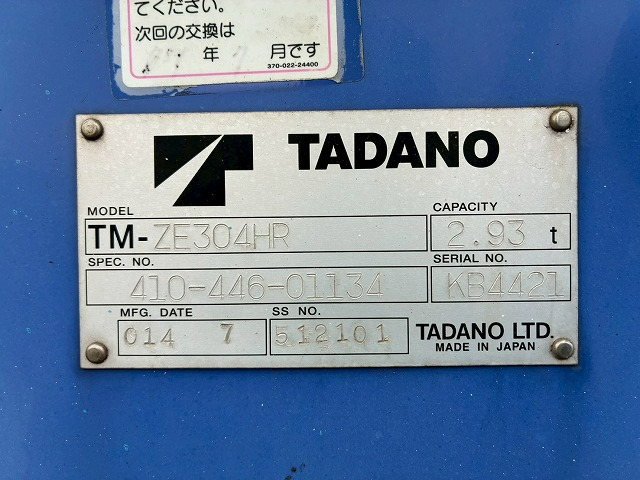 てください。
次回の交換は
年 月です
370-022-24400
TADANO
MODEL CAPACITY
TM-ZE304HR 2.93 t
SPEC. NO. SERIAL NO.
410-446-01134 KB4421
MFG. DATE SS NO.
014 7 512101 TADANO LTD.
MADE IN JAPAN